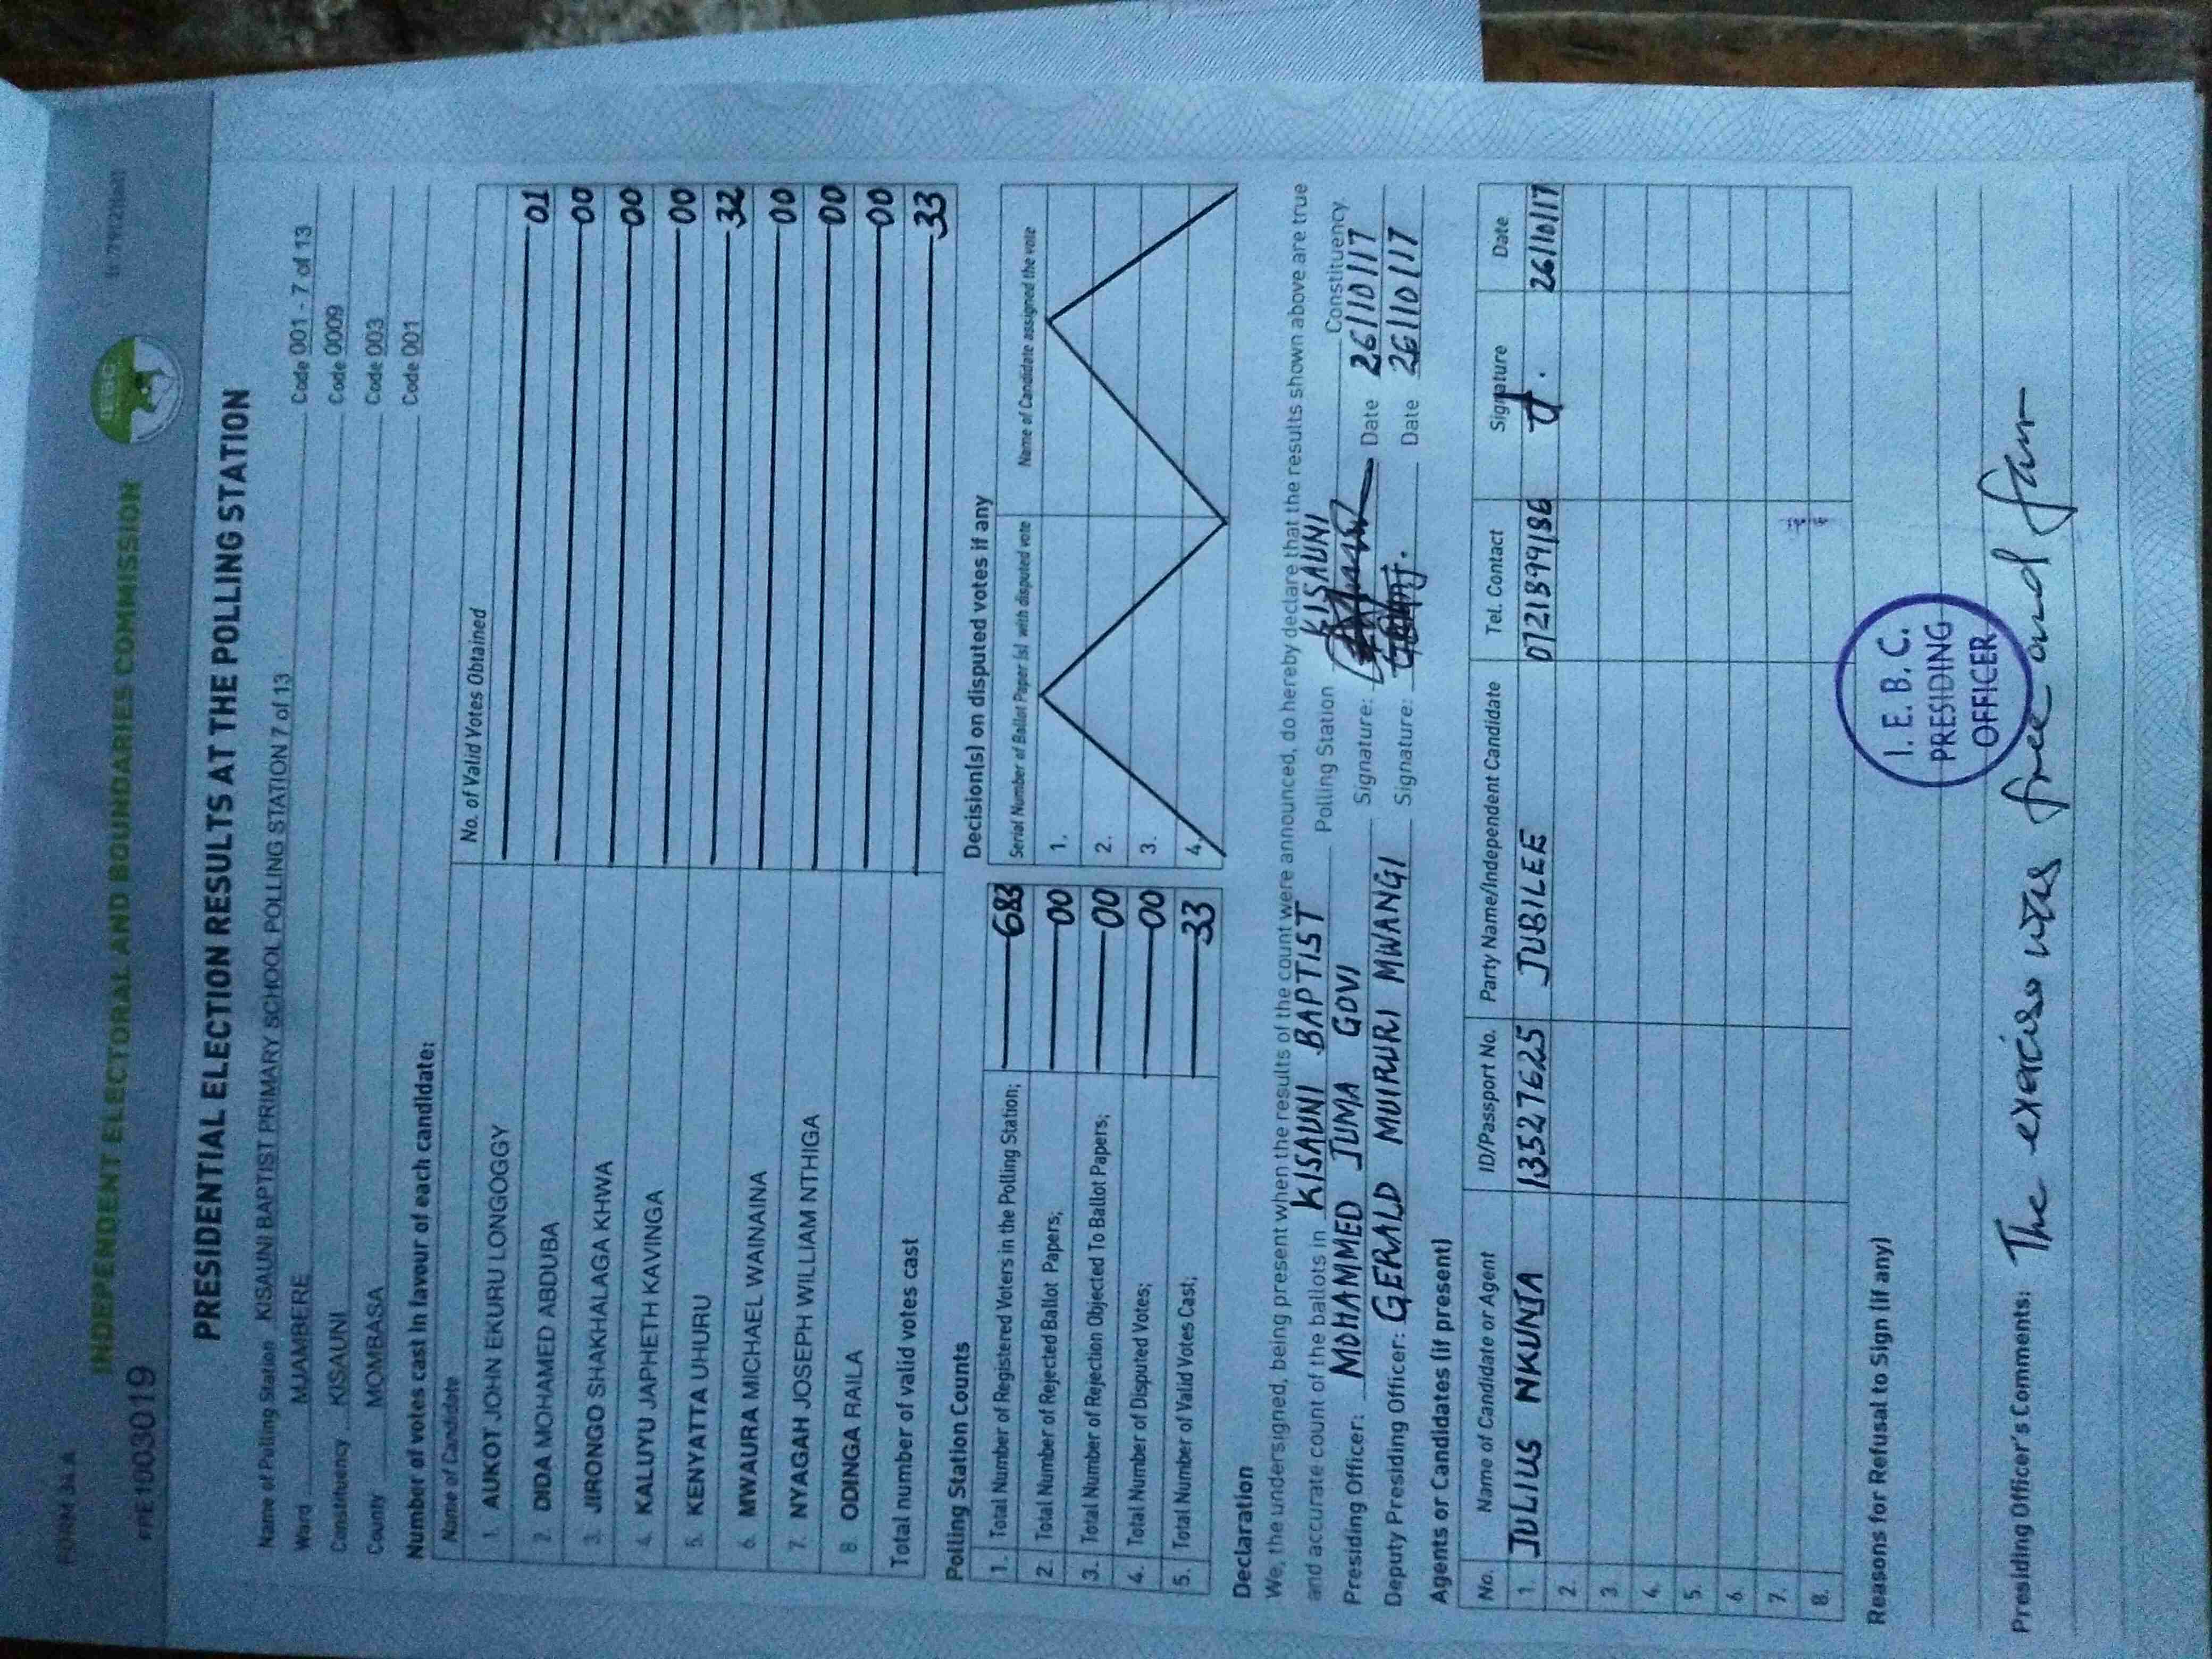 FORM 34 A
INDEPENDENT ELECTORAL AND BOUNDARIES COMMISSION
IEBC
PRESIDENTIAL ELECTION RESULTS AT THE POLLING STATION
Name of Polling Station KISAUNI BAPTIST PRIMARY SCHOOL POLLING STATION 7 of 13 Code 001 - 7 of 13
Ward MJAMBERE Code 0009
Constituency KISAUNI Code 003
County MOMBASA Code 001
Number of votes cast in favour of each candidate:
Name of Candidate No. of Valid Votes Obtained
1. AUKOT JOHN EKURU LONGOGGY 01
2. DIDA MOHAMED ABDUBA 00
3. JIRONGO SHAKHALAGA KHWA 00
4. KALUYU JAPHETH KAVINGA 00
5. KENYATTA UHURU 32
6. MWAURA MICHAEL WAINAINA 00
7. NYAGAH JOSEPH WILLIAM NTHIGA 00
8. ODINGA RAILA 00
Total number of valid votes cast 33
Polling Station Counts
1. Total Number of Registered Voters in the Polling Station; 683
2. Total Number of Rejected Ballot Papers; 00
3. Total Number of Rejection Objected To Ballot Papers; 00
4. Total Number of Disputed Votes; 00
5. Total Number of Valid Votes Cast; 33
Decision(s) on disputed votes if any
Serial Number of Ballot Paper (s) with disputed vote Name of Candidate assigned the vote
1.
2.
3.
4.
Declaration
We, the undersigned, being present when the results of the count were announced, do hereby declare that the results shown above are true
and accurate count of the ballots in KISAUNI BAPTIST Polling Station KISAUNI Constituency
Presiding Officer: MOHAMMED JUMA GOVI Signature: Date 26/10/17
Deputy Presiding Officer: GERALD MUIRURI MWANGI Signature: Date 26/10/17
Agents or Candidates (if present)
No. Name of Candidate or Agent ID/Passport No. Party Name/Independent Candidate Tel. Contact Signature Date
1. JULIUS NKUNJA 13527625 JUBILEE 0721399186 26/10/17
2.
3.
4.
5.
6.
7.
8.
I. E. B. C.
PRESIDING
OFFICER
Reasons for Refusal to Sign (if any)
Presiding Officer's Comments: The exercise was free and fair